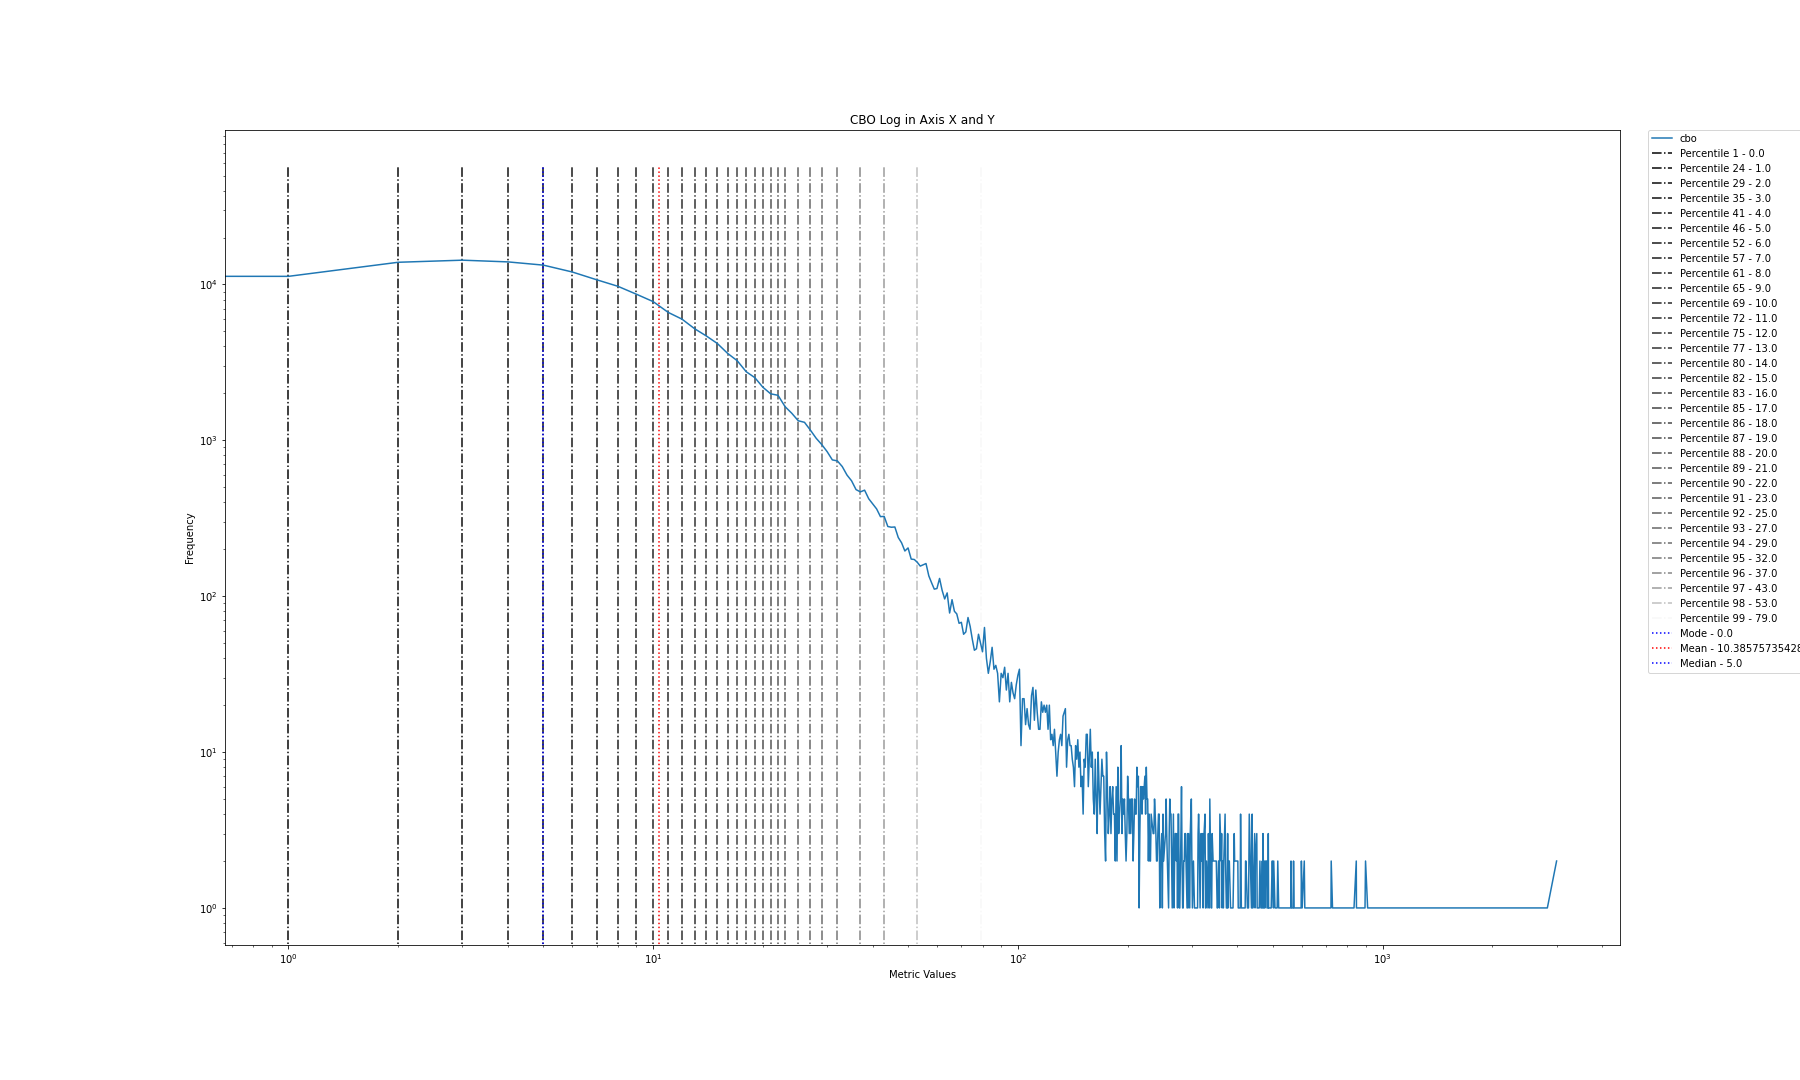 CBO Log in Axis X and Y
cbo
Percentile 1 - 0.0
Percentile 24 - 1.0
Percentile 29 - 2.0
Percentile 35 - 3.0
Percentile 41 - 4.0
Percentile 46 - 5.0
Percentile 52 - 6.0
Percentile 57 - 7.0
Percentile 61 - 8.0
Percentile 65 - 9.0
Percentile 69 - 10.0
Percentile 72 - 11.0
Percentile 75 - 12.0
Percentile 77 - 13.0
Percentile 80 - 14.0
Percentile 82 - 15.0
Percentile 83 - 16.0
Percentile 85 - 17.0
Percentile 86 - 18.0
Percentile 87 - 19.0
Percentile 88 - 20.0
Percentile 89 - 21.0
Percentile 90 - 22.0
Percentile 91 - 23.0
Percentile 92 - 25.0
Percentile 93 - 27.0
Percentile 94 - 29.0
Percentile 95 - 32.0
Percentile 96 - 37.0
Percentile 97 - 43.0
Percentile 98 - 53.0
Percentile 99 - 79.0
Mode - 0.0
Mean - 10.38575735428
Median - 5.0
Frequency
10⁴
10³
10²
10¹
10⁰
10⁰ 10¹ 10² 10³
Metric Values